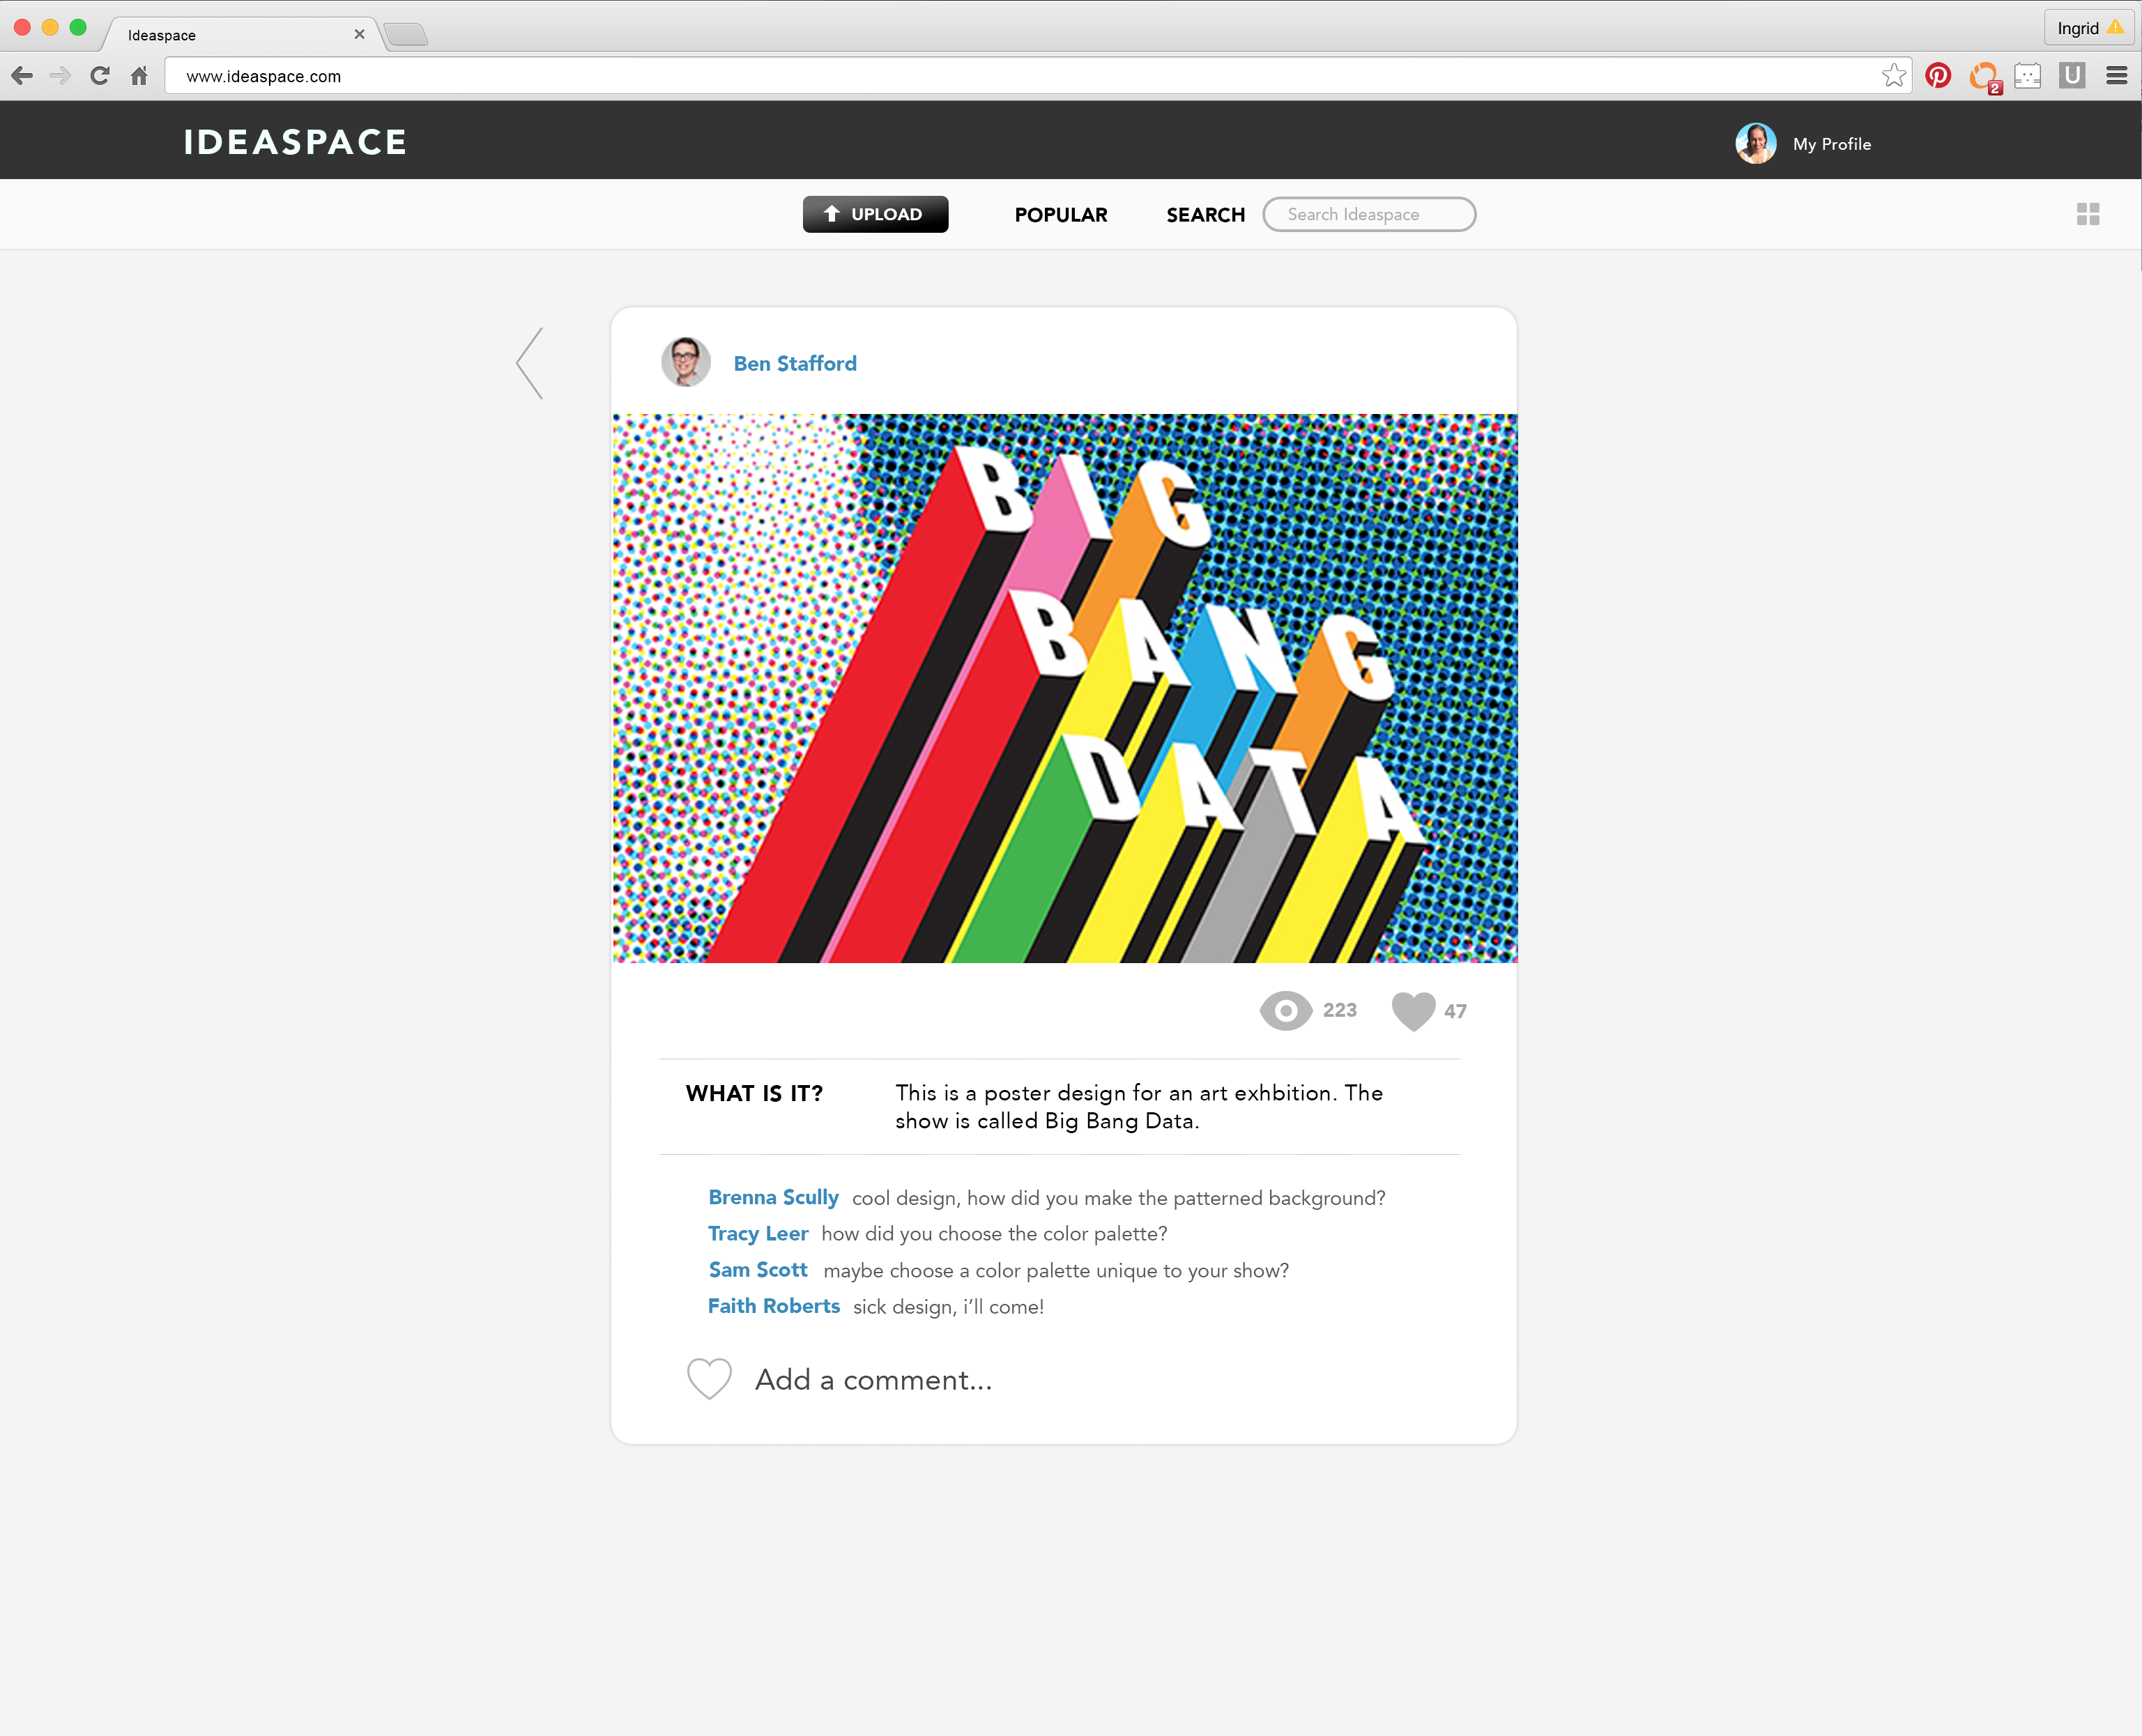 Ideaspace
Ingrid
www.ideaspace.com
2
U
IDEASPACE
My Profile
UPLOAD
POPULAR
SEARCH
Search Ideaspace
Ben Stafford
BIG
BANG
DATA
223
47
WHAT IS IT?
This is a poster design for an art exhbition. The
show is called Big Bang Data.
Brenna Scully cool design, how did you make the patterned background?
Tracy Leer how did you choose the color palette?
Sam Scott maybe choose a color palette unique to your show?
Faith Roberts sick design, i’ll come!
Add a comment...